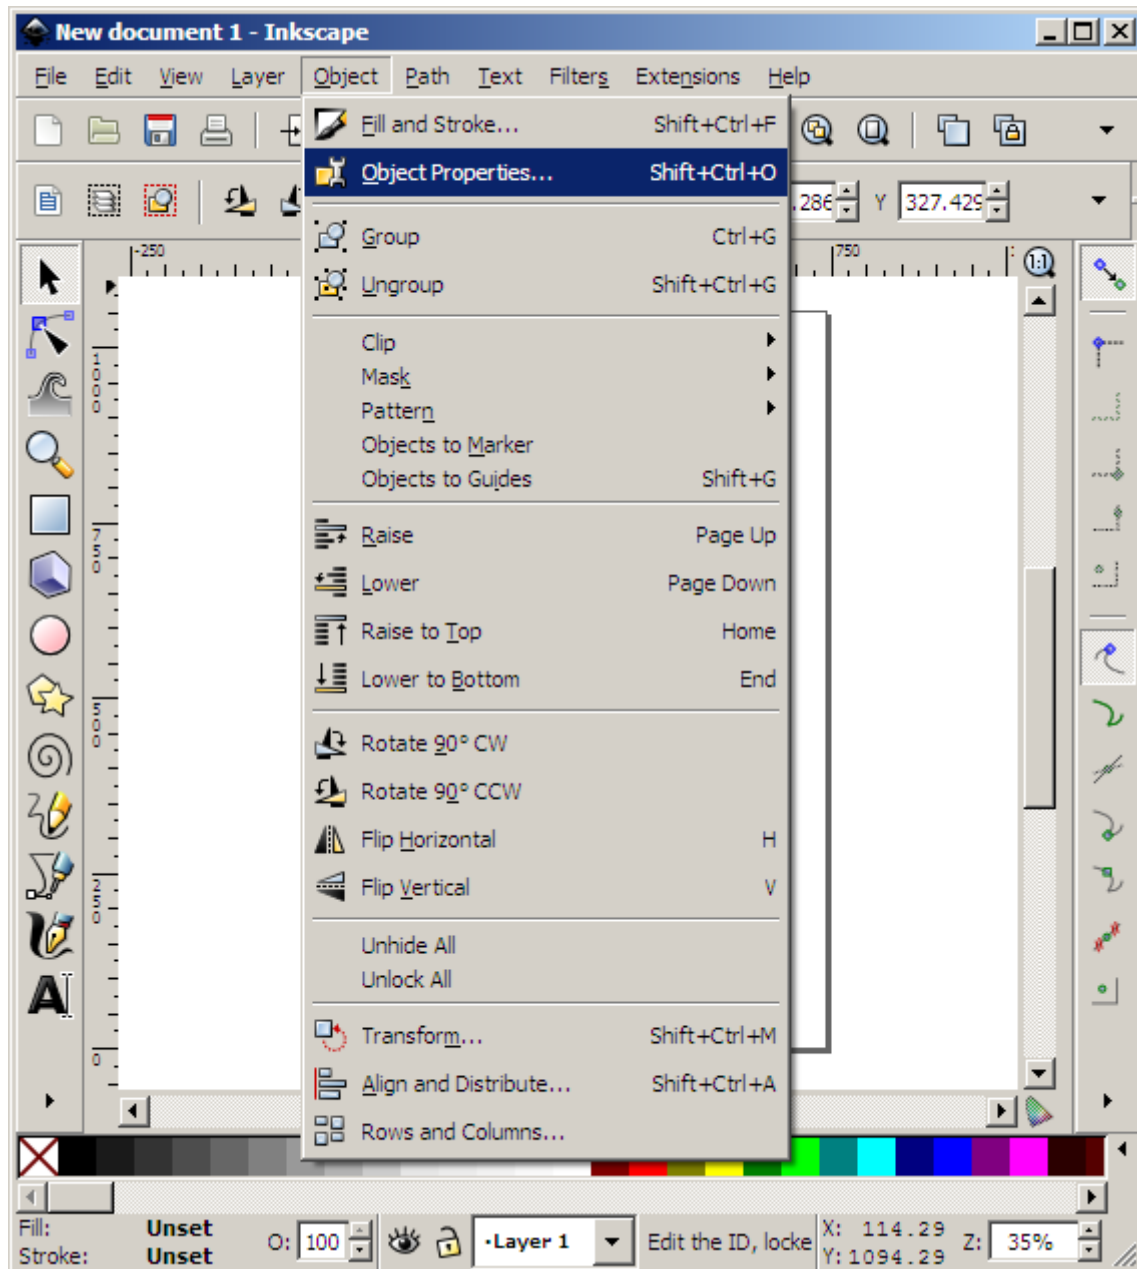 New document 1 - Inkscape
File Edit View Layer Object Path Text Filters Extensions Help
Fill and Stroke... Shift+Ctrl+F
Object Properties... Shift+Ctrl+O
.286 Y 327.429
Group Ctrl+G
-250 750
Ungroup Shift+Ctrl+G
Clip
Mask
Pattern
Objects to Marker
Objects to Guides Shift+G
Raise Page Up
Lower Page Down
Raise to Top Home
Lower to Bottom End
Rotate 90° CW
Rotate 90° CCW
Flip Horizontal H
Flip Vertical V
Unhide All
Unlock All
Transform... Shift+Ctrl+M
Align and Distribute... Shift+Ctrl+A
Rows and Columns...
1000
750
500
250
0
1:1
Fill: Unset
Stroke: Unset
O: 100
·Layer 1
Edit the ID, locke
X: 114.29
Y: 1094.29
Z: 35%